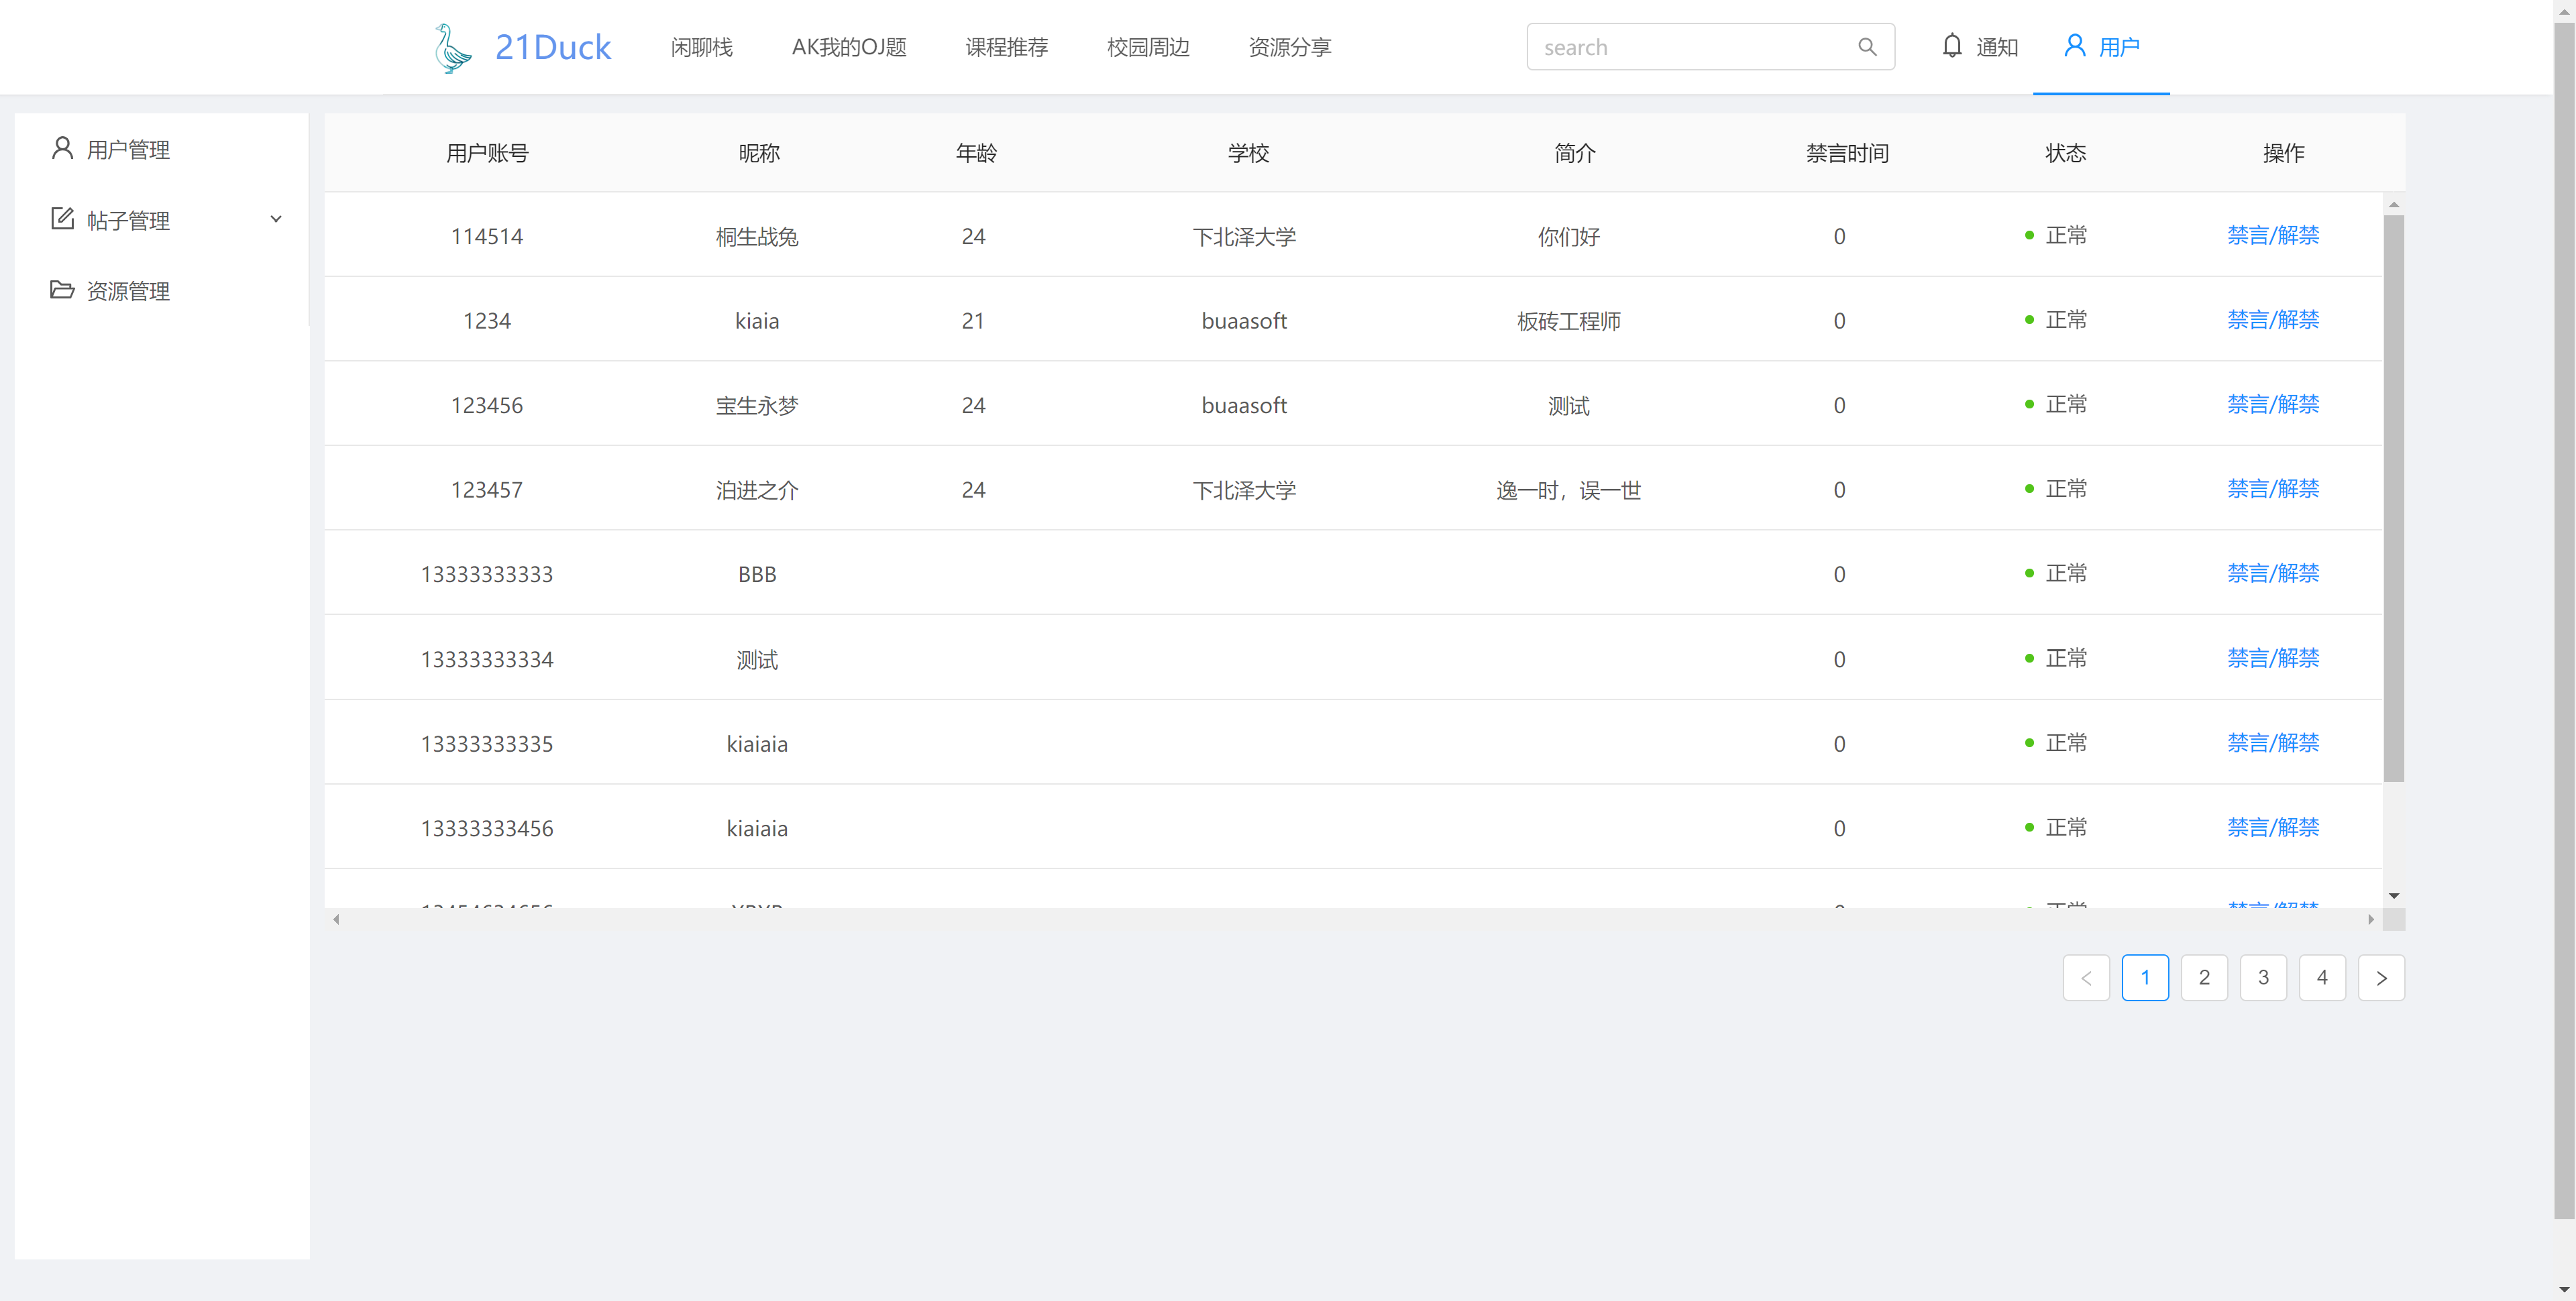 21Duck 闲聊栈 AK我的OJ题 课程推荐 校园周边 资源分享 search 通知 用户
用户管理
帖子管理
资源管理
用户账号 昵称 年龄 学校 简介 禁言时间 状态 操作
114514 桐生战兔 24 下北泽大学 你们好 0 正常 禁言/解禁
1234 kiaia 21 buaasoft 板砖工程师 0 正常 禁言/解禁
123456 宝生永梦 24 buaasoft 测试 0 正常 禁言/解禁
123457 泊进之介 24 下北泽大学 逸一时，误一世 0 正常 禁言/解禁
13333333333 BBB 0 正常 禁言/解禁
13333333334 测试 0 正常 禁言/解禁
13333333335 kiaiaia 0 正常 禁言/解禁
13333333456 kiaiaia 0 正常 禁言/解禁
1 2 3 4